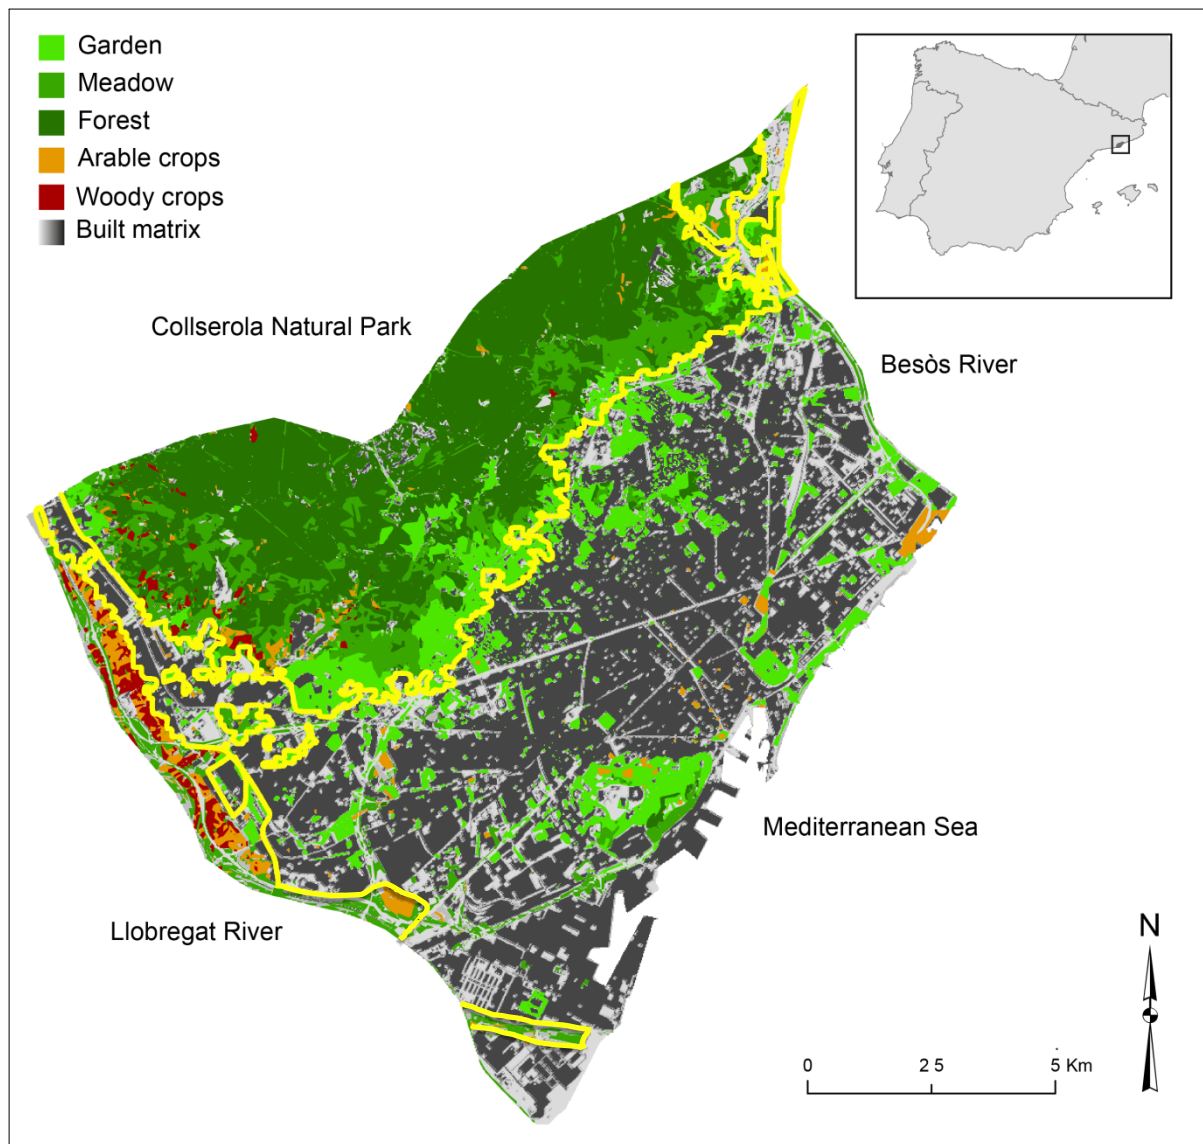 Garden
Meadow
Forest
Arable crops
Woody crops
Built matrix
Collserola Natural Park
Besòs River
Mediterranean Sea
Llobregat River
N
0 2 5 5 Km